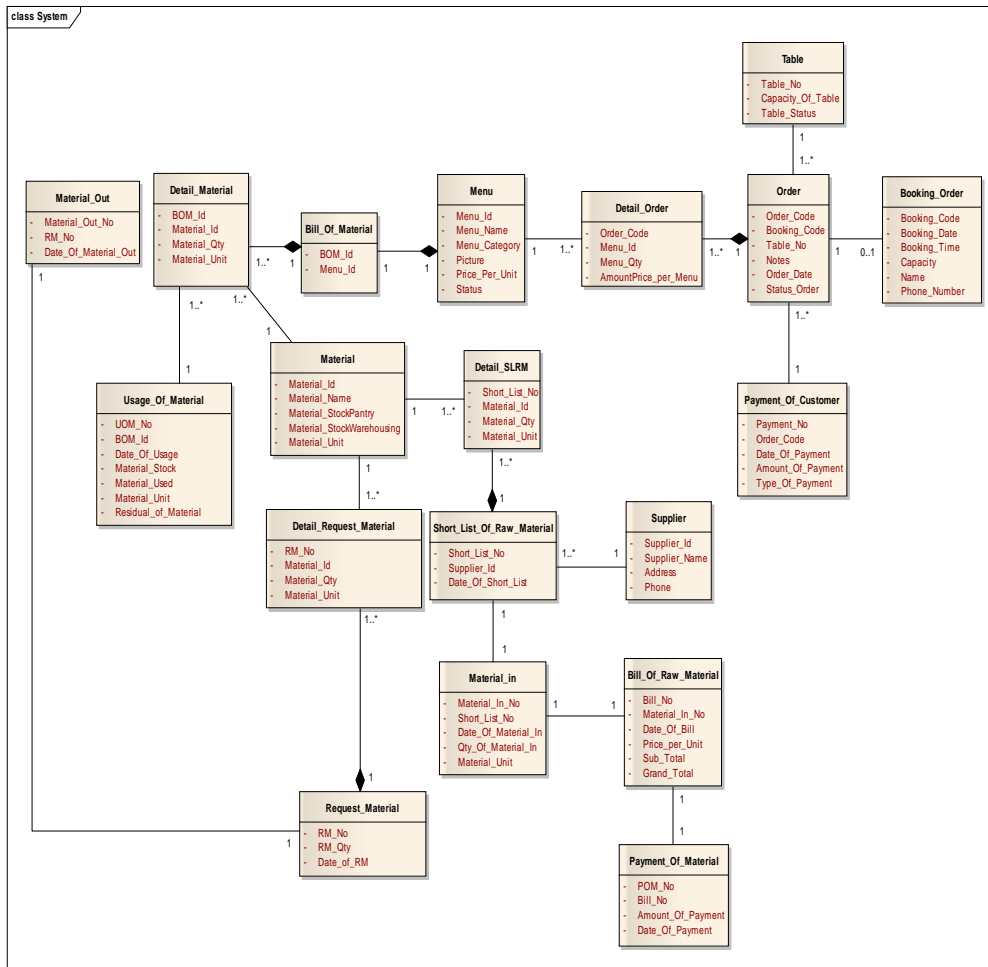 class System
Table
- Table_No
- Capacity_Of_Table
- Table_Status
1
1..*
Material_Out
- Material_Out_No
- RM_No
- Date_Of_Material_Out
1
Detail_Material
- BOM_Id
- Material_Id
- Material_Qty
- Material_Unit
1..*
1
Bill_Of_Material
- BOM_Id
- Menu_Id
1
1
Menu
- Menu_Id
- Menu_Name
- Menu_Category
- Picture
- Price_Per_Unit
- Status
1
1..*
Detail_Order
- Order_Code
- Menu_Id
- Menu_Qty
- AmountPrice_per_Menu
1..*
1
Order
- Order_Code
- Booking_Code
- Table_No
- Notes
- Order_Date
- Status_Order
1
0..1
Booking_Order
- Booking_Code
- Booking_Date
- Booking_Time
- Capacity
- Name
- Phone_Number
1..*
1..*
1..*
1
1
1
Usage_Of_Material
- UOM_No
- BOM_Id
- Date_Of_Usage
- Material_Stock
- Material_Used
- Material_Unit
- Residual_of_Material
Material
- Material_Id
- Material_Name
- Material_StockPantry
- Material_StockWarehousing
- Material_Unit
1
1..*
Detail_SLRM
- Short_List_No
- Material_Id
- Material_Qty
- Material_Unit
Payment_Of_Customer
- Payment_No
- Order_Code
- Date_Of_Payment
- Amount_Of_Payment
- Type_Of_Payment
1
1..*
1..*
1
Detail_Request_Material
- RM_No
- Material_Id
- Material_Qty
- Material_Unit
1..*
Short_List_Of_Raw_Material
- Short_List_No
- Supplier_Id
- Date_Of_Short_List
1..*
1
Supplier
- Supplier_Id
- Supplier_Name
- Address
- Phone
1
1
Material_in
- Material_In_No
- Short_List_No
- Date_Of_Material_In
- Qty_Of_Material_In
- Material_Unit
1
1
Bill_Of_Raw_Material
- Bill_No
- Material_In_No
- Date_Of_Bill
- Price_per_Unit
- Sub_Total
- Grand_Total
1
1
1
1
Request_Material
- RM_No
- RM_Qty
- Date_of_RM
Payment_Of_Material
- POM_No
- Bill_No
- Amount_Of_Payment
- Date_Of_Payment